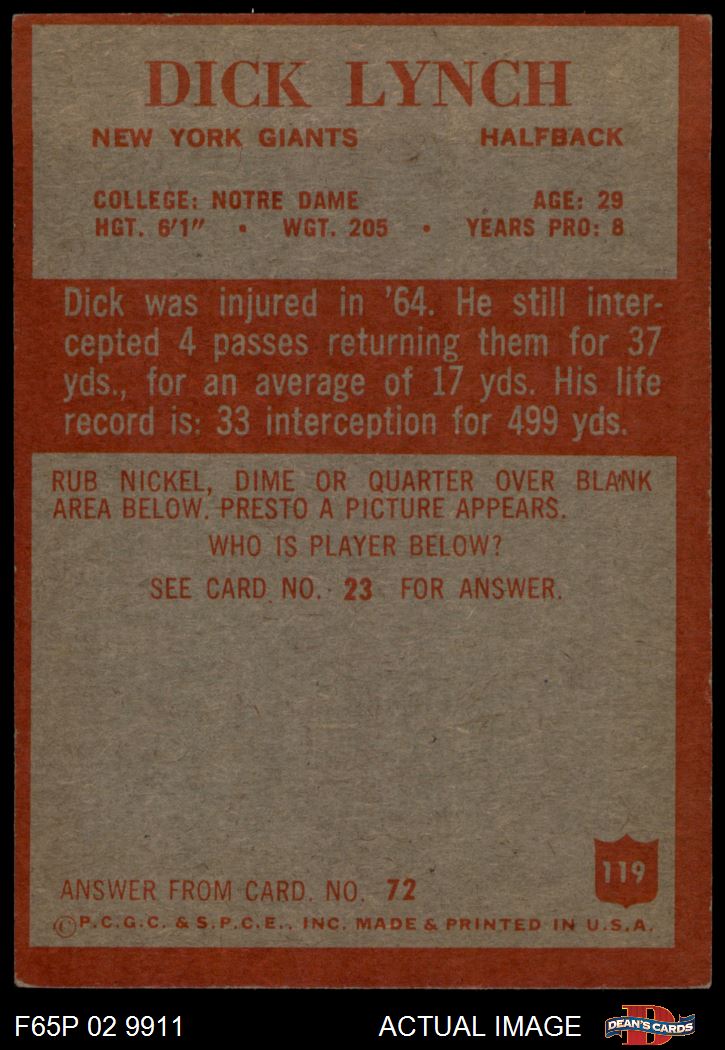 DICK LYNCH
NEW YORK GIANTS HALFBACK
COLLEGE: NOTRE DAME AGE: 29
HGT. 6'1" • WGT. 205 • YEARS PRO: 8
Dick was injured in '64. He still inter-
cepted 4 passes returning them for 37
yds., for an average of 17 yds. His life
record is: 33 interception for 499 yds.
RUB NICKEL, DIME OR QUARTER OVER BLANK
AREA BELOW. PRESTO A PICTURE APPEARS.
WHO IS PLAYER BELOW?
SEE CARD NO. 23 FOR ANSWER.
119
ANSWER FROM CARD. NO. 72
©P.C.G.C. & S.P.C.E., INC. MADE & PRINTED IN U.S.A.
F65P 02 9911 ACTUAL IMAGE D DEAN'S CARDS